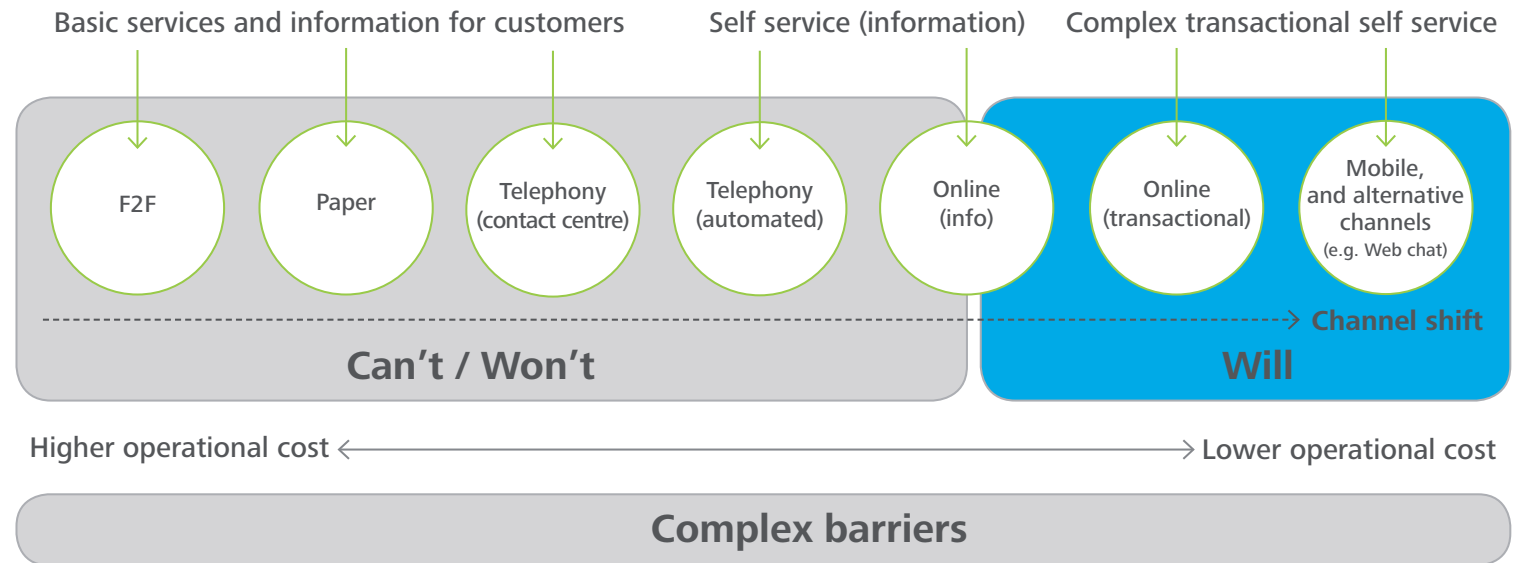 Basic services and information for customers
Self service (information)
Complex transactional self service
F2F
Paper
Telephony
(contact centre)
Telephony
(automated)
Online
(info)
Online
(transactional)
Mobile,
and alternative
channels
(e.g. Web chat)
Channel shift
Can't / Won't
Will
Higher operational cost
Lower operational cost
Complex barriers